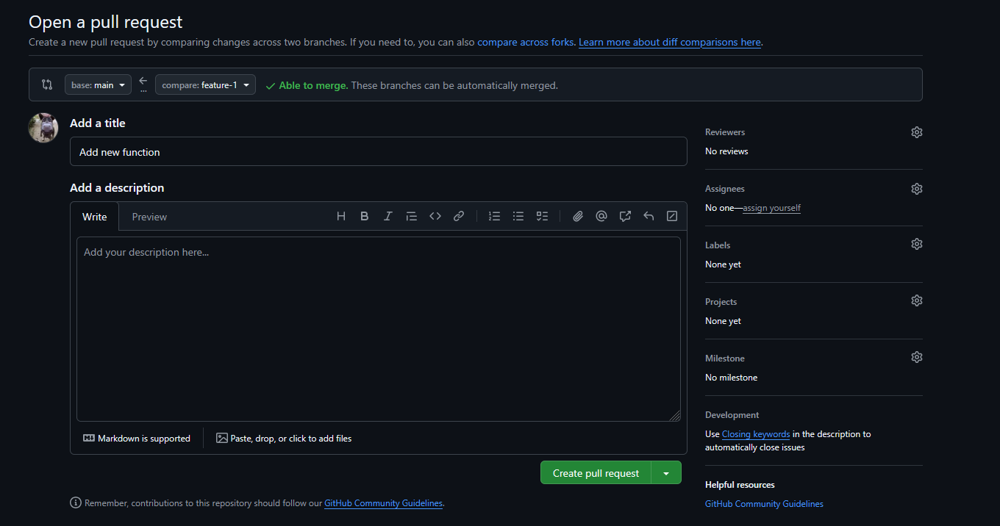 Open a pull request
Create a new pull request by comparing changes across two branches. If you need to, you can also compare across forks. Learn more about diff comparisons here.
base: main
...
compare: feature-1
Able to merge. These branches can be automatically merged.
Add a title
Add new function
Add a description
Write
Preview
Add your description here...
Markdown is supported
Paste, drop, or click to add files
Create pull request
Remember, contributions to this repository should follow our GitHub Community Guidelines.
Reviewers
No reviews
Assignees
No one—assign yourself
Labels
None yet
Projects
None yet
Milestone
No milestone
Development
Use Closing keywords in the description to
automatically close issues
Helpful resources
GitHub Community Guidelines